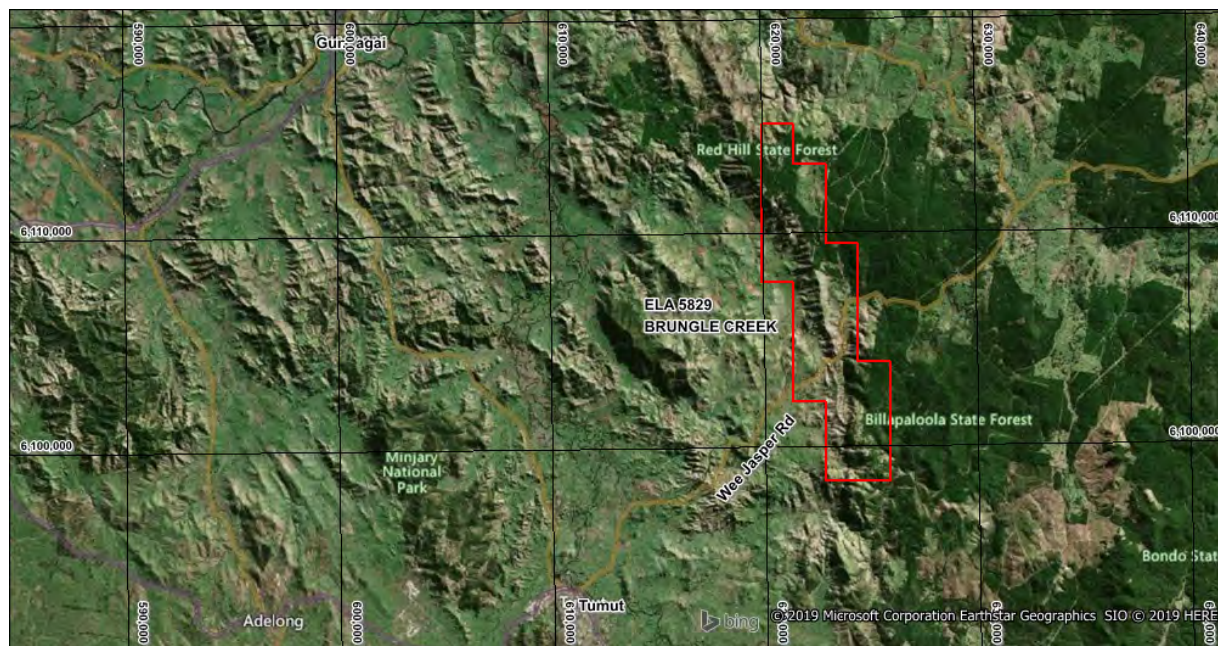 590,000
600,000
610,000
620,000
630,000
640,000
Red Hill State Forest
6,110,000
6,110,000
ELA 5829
BRUNGLE CREEK
Billapaloola State Forest
6,100,000
6,100,000
Minjary
National
Park
Wee Jasper Rd
Bondo Stat
Tumut
Adelong
590,000
600,000
610,000
620,000
bing
© 2019 Microsoft Corporation Earthstar Geographics SIO © 2019 HERE